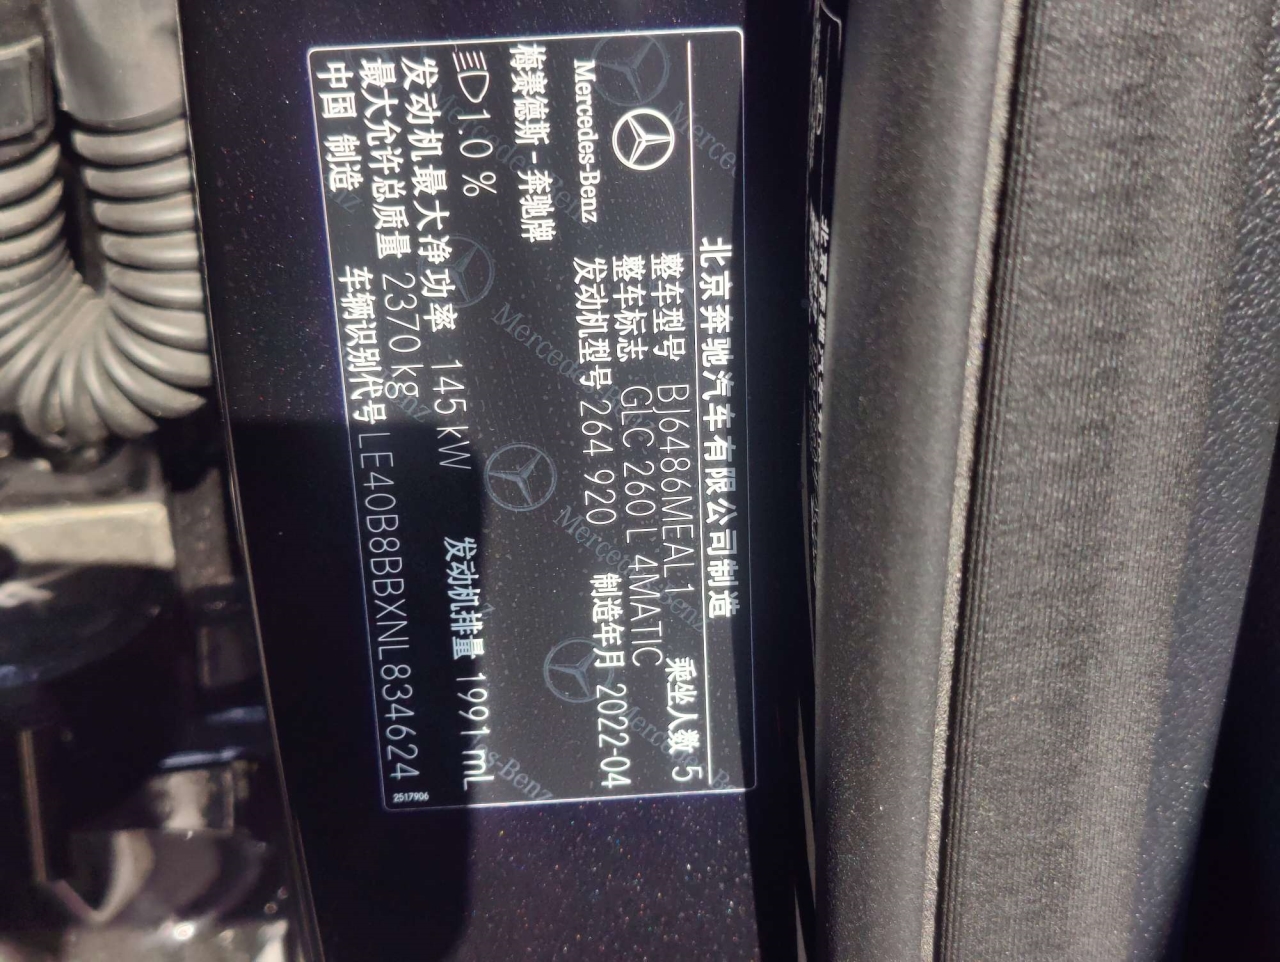 北京奔驰汽车有限公司制造
Mercedes-Benz
整车型号 BJ6486MEAL1 乘坐人数 5
整车标志 GLC 260 L 4MATIC
发动机型号 264 920 制造年月 2022-04
梅赛德斯-奔驰牌
1.0 %
发动机最大净功率 145 kW 发动机排量 1991 mL
最大允许总质量 2370 kg
中国 制造 车辆识别代号 LE40B8BBXNL834624
2517906